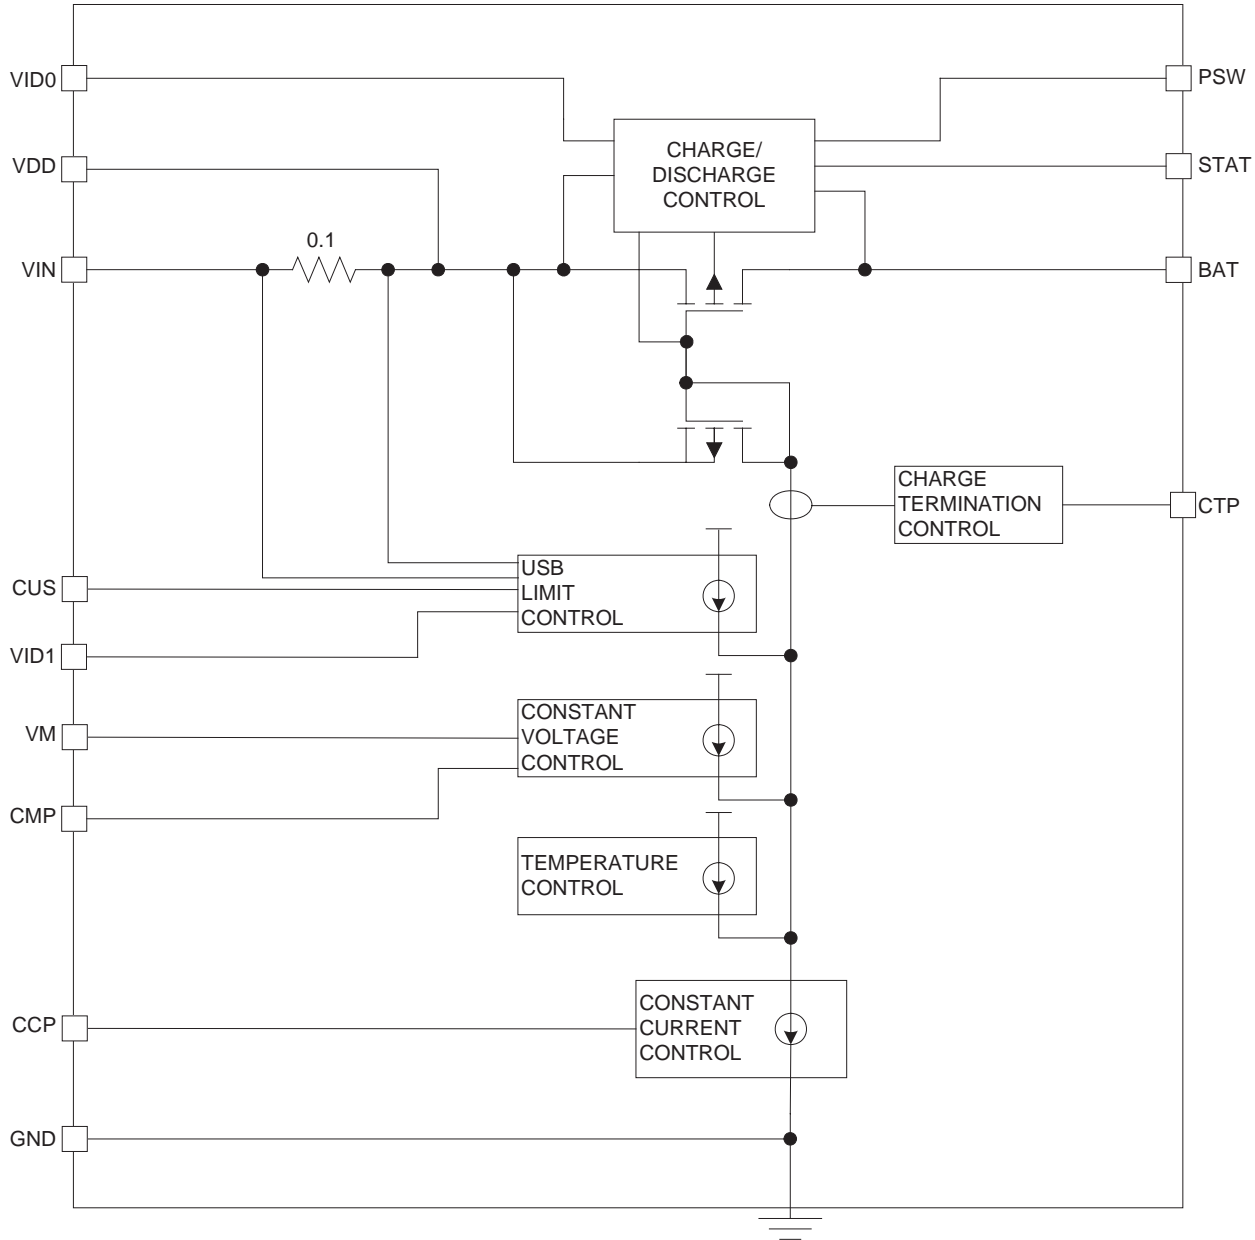 VID0
PSW
CHARGE/
DISCHARGE
CONTROL
VDD
STAT
0.1
VIN
BAT
CHARGE
TERMINATION
CONTROL
CTP
USB
LIMIT
CONTROL
CUS
VID1
CONSTANT
VOLTAGE
CONTROL
VM
CMP
TEMPERATURE
CONTROL
CONSTANT
CURRENT
CONTROL
CCP
GND